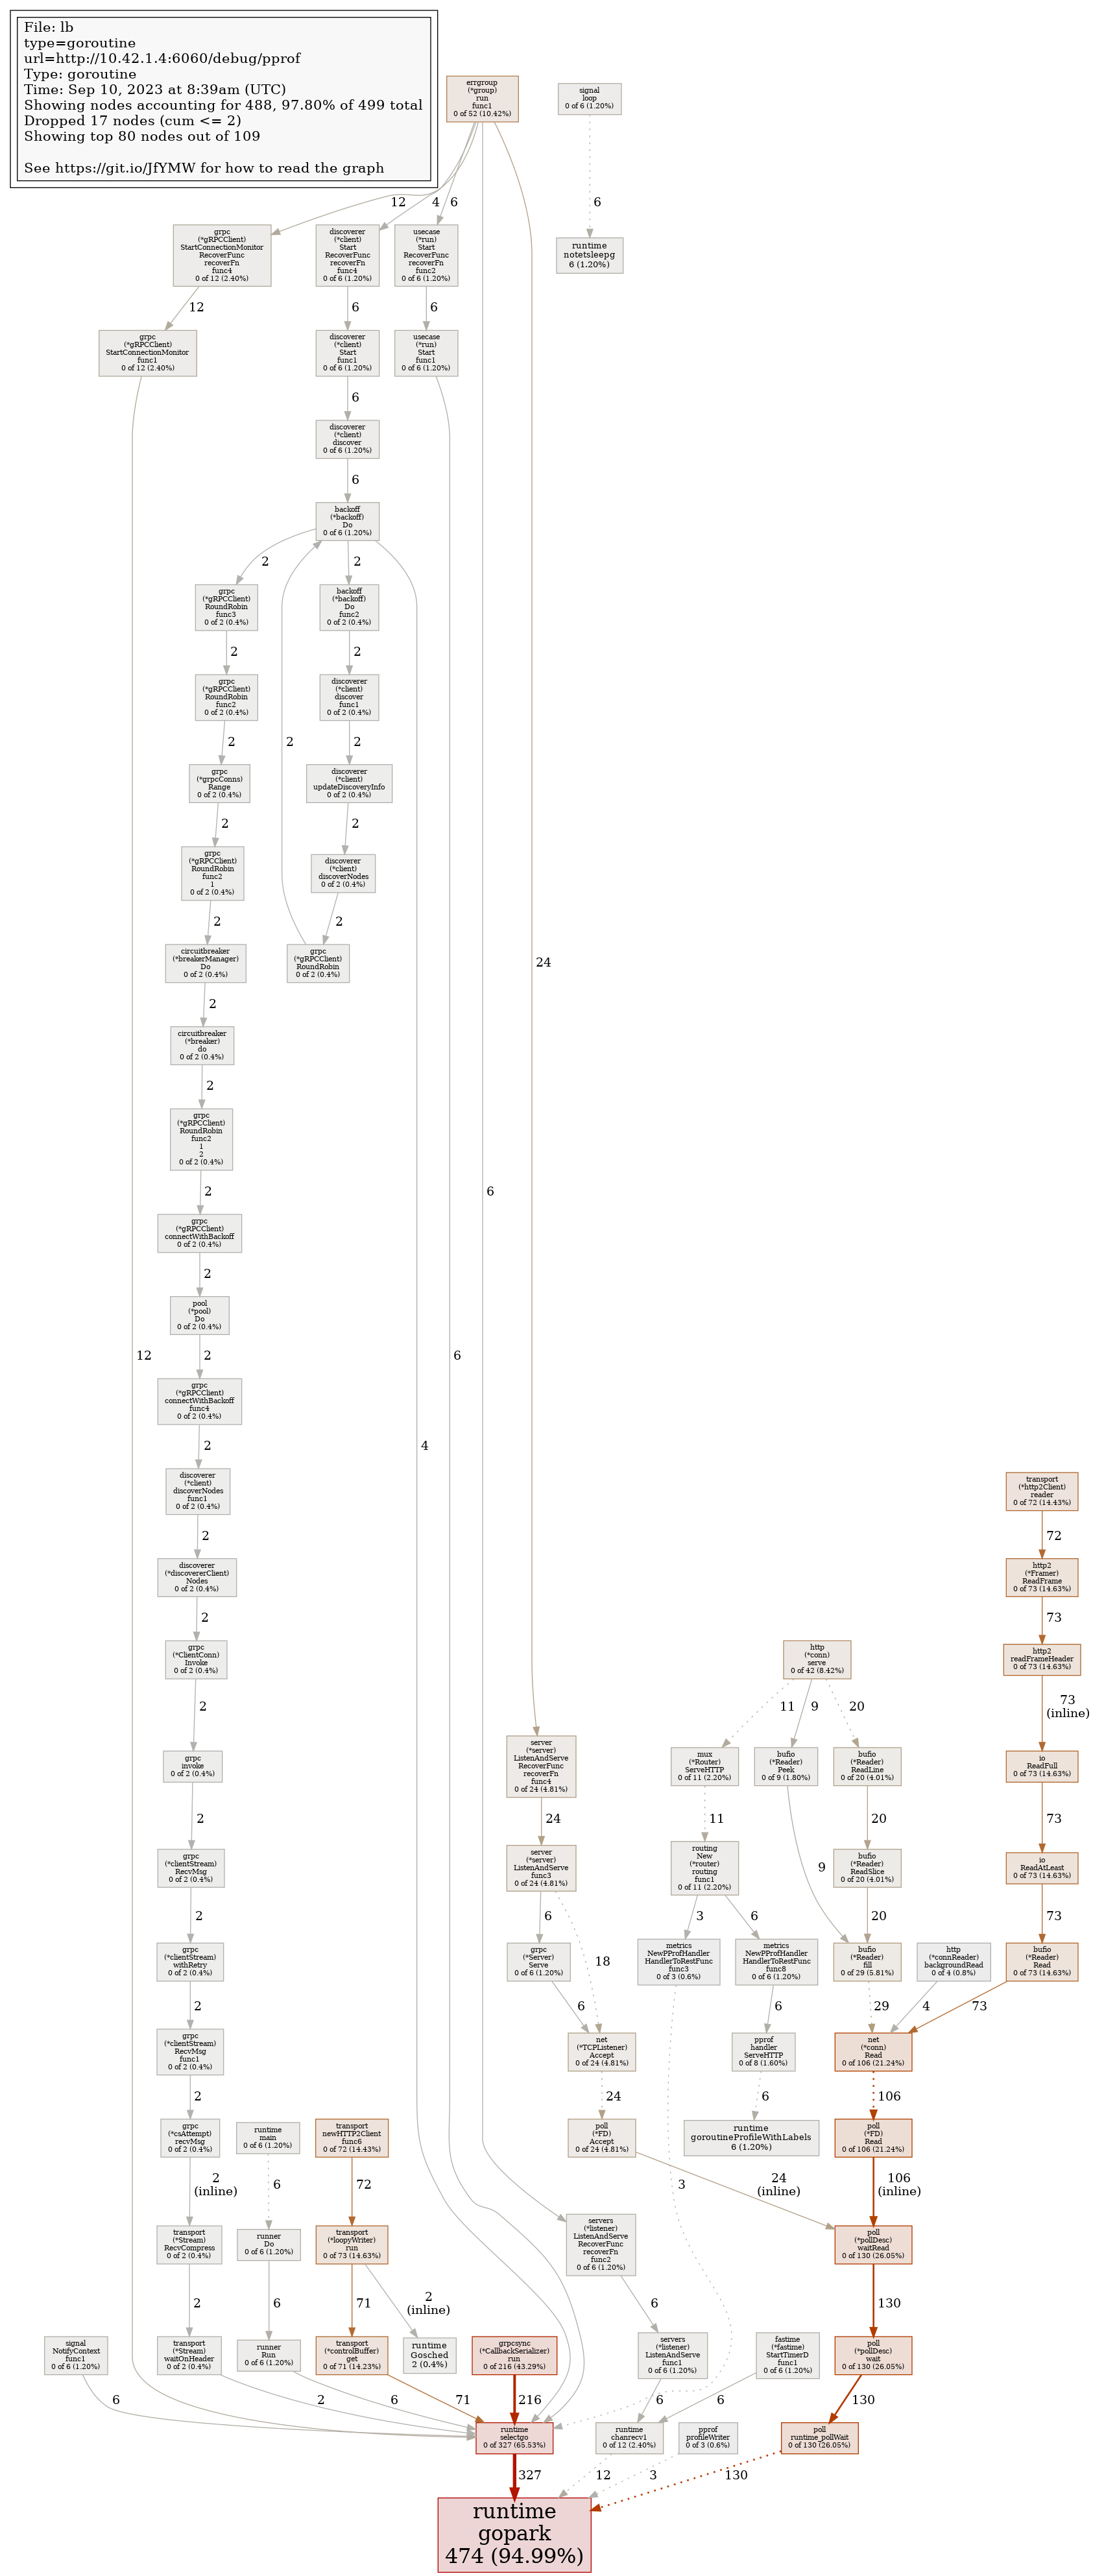 File: lb
type=goroutine
url=http://10.42.1.4:6060/debug/pprof
Type: goroutine
Time: Sep 10, 2023 at 8:39am (UTC)
Showing nodes accounting for 488, 97.80% of 499 total
Dropped 17 nodes (cum <= 2)
Showing top 80 nodes out of 109
See https://git.io/JfYMW for how to read the graph
errgroup
(*group)
run
func1
0 of 52 (10.42%)
signal
loop
0 of 6 (1.20%)
12
4
6
6
grpc
(*gRPCClient)
StartConnectionMonitor
RecoverFunc
recoverFn
func4
0 of 12 (2.40%)
discoverer
(*client)
Start
RecoverFunc
recoverFn
func4
0 of 6 (1.20%)
usecase
(*run)
Start
RecoverFunc
recoverFn
func2
0 of 6 (1.20%)
runtime
notetsleepg
6 (1.20%)
12
6
6
grpc
(*gRPCClient)
StartConnectionMonitor
func1
0 of 12 (2.40%)
discoverer
(*client)
Start
func1
0 of 6 (1.20%)
usecase
(*run)
Start
func1
0 of 6 (1.20%)
6
discoverer
(*client)
discover
0 of 6 (1.20%)
6
backoff
(*backoff)
Do
0 of 6 (1.20%)
2
2
grpc
(*gRPCClient)
RoundRobin
func3
0 of 2 (0.4%)
backoff
(*backoff)
Do
func2
0 of 2 (0.4%)
2
2
grpc
(*gRPCClient)
RoundRobin
func2
0 of 2 (0.4%)
discoverer
(*client)
discover
func1
0 of 2 (0.4%)
2
2
2
grpc
(*grpcConns)
Range
0 of 2 (0.4%)
discoverer
(*client)
updateDiscoveryInfo
0 of 2 (0.4%)
2
2
grpc
(*gRPCClient)
RoundRobin
func2
1
0 of 2 (0.4%)
discoverer
(*client)
discoverNodes
0 of 2 (0.4%)
2
2
circuitbreaker
(*breakerManager)
Do
0 of 2 (0.4%)
grpc
(*gRPCClient)
RoundRobin
0 of 2 (0.4%)
24
2
circuitbreaker
(*breaker)
do
0 of 2 (0.4%)
2
grpc
(*gRPCClient)
RoundRobin
func2
1
2
0 of 2 (0.4%)
2
6
grpc
(*gRPCClient)
connectWithBackoff
0 of 2 (0.4%)
2
pool
(*pool)
Do
0 of 2 (0.4%)
12
2
6
grpc
(*gRPCClient)
connectWithBackoff
func4
0 of 2 (0.4%)
2
4
discoverer
(*client)
discoverNodes
func1
0 of 2 (0.4%)
transport
(*http2Client)
reader
0 of 72 (14.43%)
2
72
discoverer
(*discovererClient)
Nodes
0 of 2 (0.4%)
http2
(*Framer)
ReadFrame
0 of 73 (14.63%)
2
73
grpc
(*ClientConn)
Invoke
0 of 2 (0.4%)
http
(*conn)
serve
0 of 42 (8.42%)
http2
readFrameHeader
0 of 73 (14.63%)
2
11
9
20
73
(inline)
grpc
invoke
0 of 2 (0.4%)
server
(*server)
ListenAndServe
RecoverFunc
recoverFn
func4
0 of 24 (4.81%)
mux
(*Router)
ServeHTTP
0 of 11 (2.20%)
bufio
(*Reader)
Peek
0 of 9 (1.80%)
bufio
(*Reader)
ReadLine
0 of 20 (4.01%)
io
ReadFull
0 of 73 (14.63%)
2
24
11
20
73
grpc
(*clientStream)
RecvMsg
0 of 2 (0.4%)
server
(*server)
ListenAndServe
func3
0 of 24 (4.81%)
routing
New
(*router)
routing
func1
0 of 11 (2.20%)
9
bufio
(*Reader)
ReadSlice
0 of 20 (4.01%)
io
ReadAtLeast
0 of 73 (14.63%)
2
6
18
3
6
20
73
grpc
(*clientStream)
withRetry
0 of 2 (0.4%)
grpc
(*Server)
Serve
0 of 6 (1.20%)
metrics
NewPProfHandler
HandlerToRestFunc
func3
0 of 3 (0.6%)
metrics
NewPProfHandler
HandlerToRestFunc
func8
0 of 6 (1.20%)
bufio
(*Reader)
fill
0 of 29 (5.81%)
http
(*connReader)
backgroundRead
0 of 4 (0.8%)
bufio
(*Reader)
Read
0 of 73 (14.63%)
2
6
6
29
4
73
grpc
(*clientStream)
RecvMsg
func1
0 of 2 (0.4%)
net
(*TCPListener)
Accept
0 of 24 (4.81%)
pprof
handler
ServeHTTP
0 of 8 (1.60%)
net
(*conn)
Read
0 of 106 (21.24%)
2
24
6
106
grpc
(*csAttempt)
recvMsg
0 of 2 (0.4%)
runtime
main
0 of 6 (1.20%)
transport
newHTTP2Client
func6
0 of 72 (14.43%)
poll
(*FD)
Accept
0 of 24 (4.81%)
runtime
goroutineProfileWithLabels
6 (1.20%)
poll
(*FD)
Read
0 of 106 (21.24%)
2
(inline)
6
72
3
24
(inline)
106
(inline)
transport
(*Stream)
RecvCompress
0 of 2 (0.4%)
runner
Do
0 of 6 (1.20%)
transport
(*loopyWriter)
run
0 of 73 (14.63%)
servers
(*listener)
ListenAndServe
RecoverFunc
recoverFn
func2
0 of 6 (1.20%)
poll
(*pollDesc)
waitRead
0 of 130 (26.05%)
2
6
71
2
(inline)
6
130
signal
NotifyContext
func1
0 of 6 (1.20%)
transport
(*Stream)
waitOnHeader
0 of 2 (0.4%)
runner
Run
0 of 6 (1.20%)
transport
(*controlBuffer)
get
0 of 71 (14.23%)
runtime
Gosched
2 (0.4%)
grpcsync
(*CallbackSerializer)
run
0 of 216 (43.29%)
servers
(*listener)
ListenAndServe
func1
0 of 6 (1.20%)
fastime
(*fastime)
StartTimerD
func1
0 of 6 (1.20%)
poll
(*pollDesc)
wait
0 of 130 (26.05%)
6
2
6
71
216
6
6
130
runtime
selectgo
0 of 327 (65.53%)
runtime
chanrecv1
0 of 12 (2.40%)
pprof
profileWriter
0 of 3 (0.6%)
poll
runtime_pollWait
0 of 130 (26.05%)
327
12
3
130
runtime
gopark
474 (94.99%)